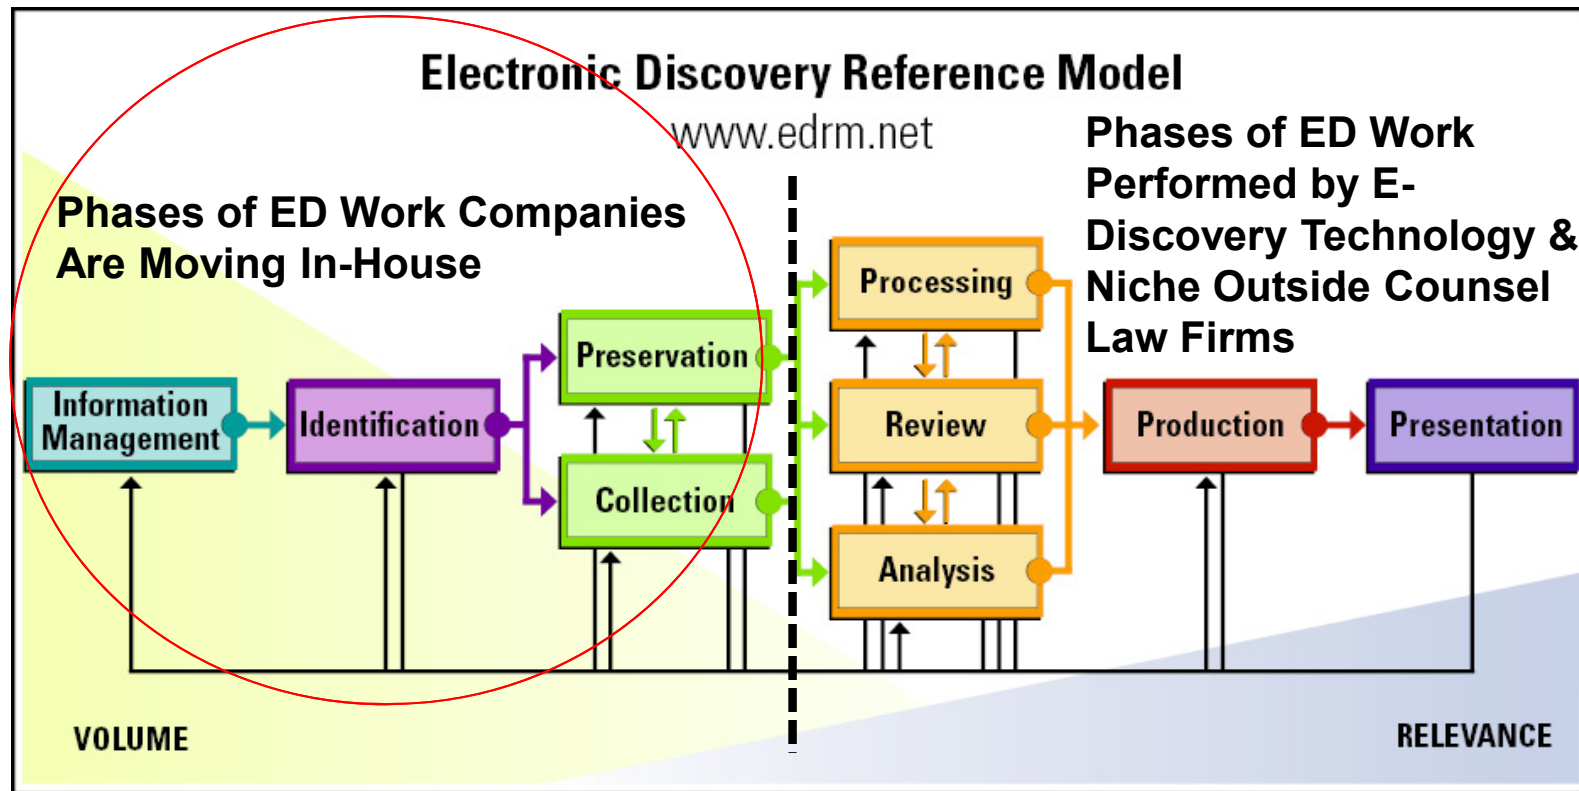 Electronic Discovery Reference Model
www.edrm.net
Phases of ED Work Companies
Are Moving In-House
Phases of ED Work
Performed by E-
Discovery Technology &
Niche Outside Counsel
Law Firms
Information
Management
Identification
Preservation
Collection
Processing
Review
Analysis
Production
Presentation
VOLUME
RELEVANCE